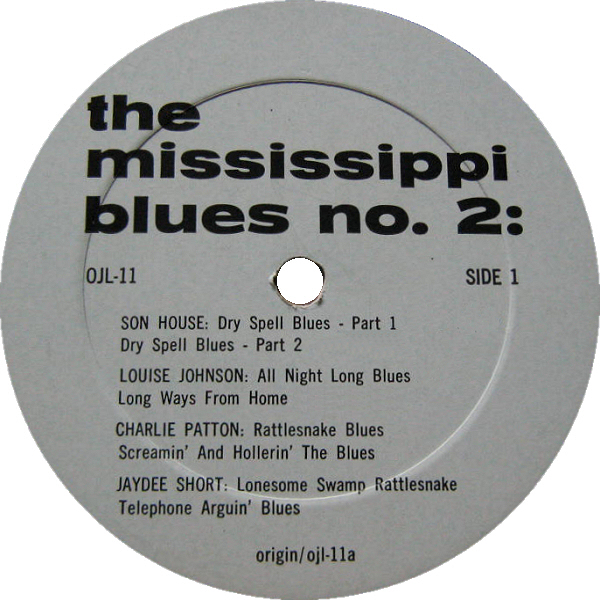 the
mississippi
blues no. 2:
OJL-11 SIDE 1
SON HOUSE: Dry Spell Blues - Part 1
Dry Spell Blues - Part 2
LOUISE JOHNSON: All Night Long Blues
Long Ways From Home
CHARLIE PATTON: Rattlesnake Blues
Screamin' And Hollerin' The Blues
JAYDEE SHORT: Lonesome Swamp Rattlesnake
Telephone Arguin' Blues
origin/ojl-11a